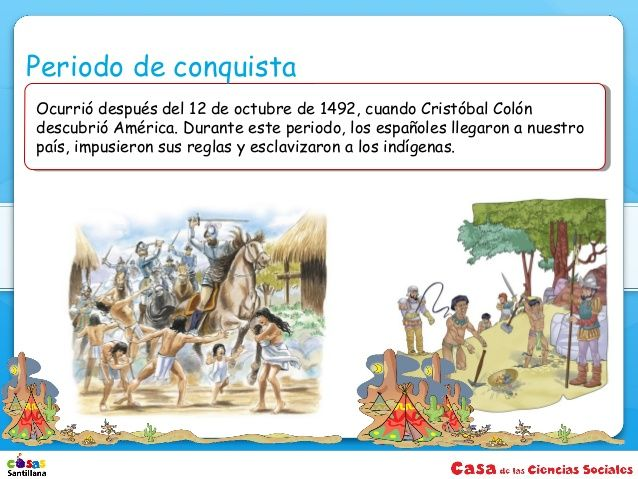 Periodo de conquista
Ocurrió después del 12 de octubre de 1492, cuando Cristóbal Colón
descubrió América. Durante este periodo, los españoles llegaron a nuestro
país, impusieron sus reglas y esclavizaron a los indígenas.
cosas
Santillana
Casa de las Ciencias Sociales